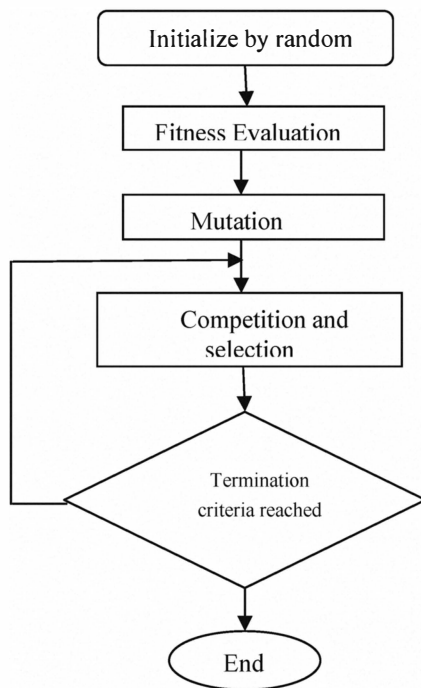 Initialize by random
Fitness Evaluation
Mutation
Competition and
selection
Termination
criteria reached
End